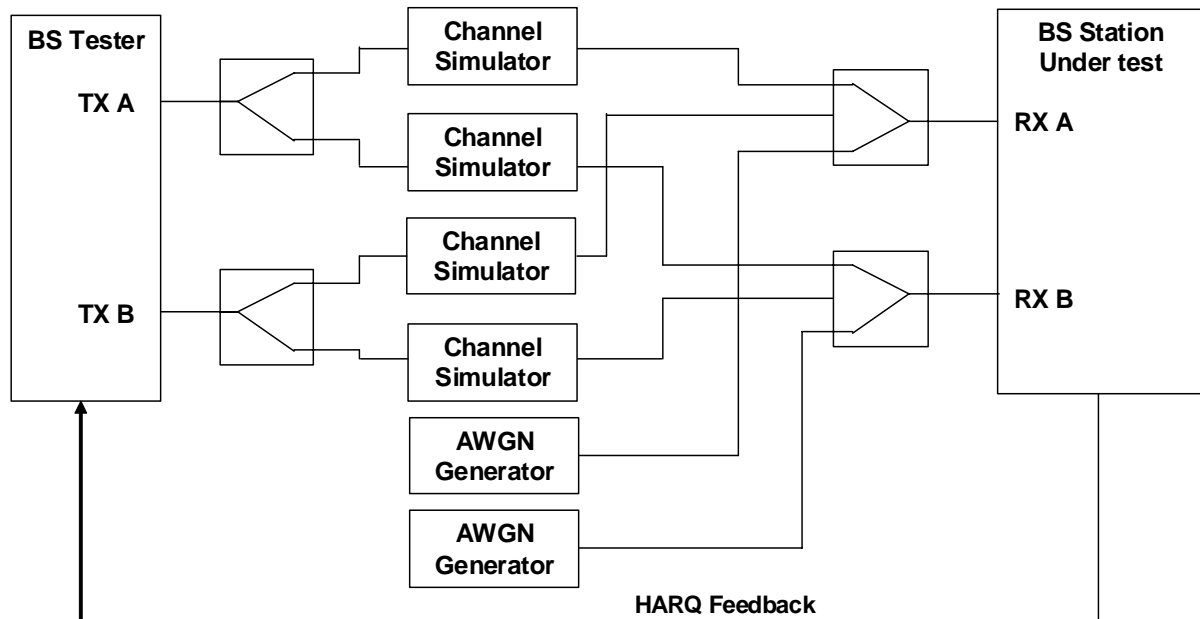 BS Tester
TX A
TX B
Channel
Simulator
Channel
Simulator
Channel
Simulator
Channel
Simulator
AWGN
Generator
AWGN
Generator
BS Station
Under test
RX A
RX B
HARQ Feedback